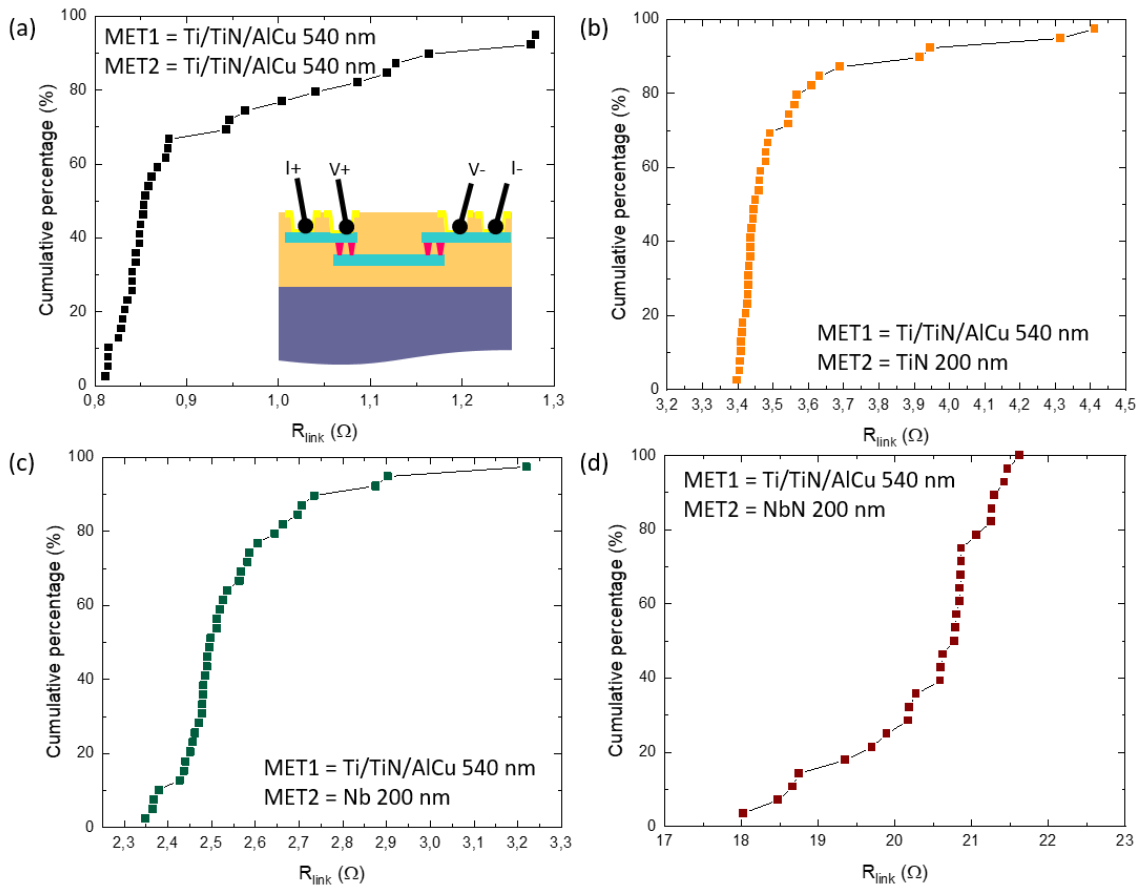 (a)
MET1 = Ti/TiN/AlCu 540 nm
MET2 = Ti/TiN/AlCu 540 nm
I+ V+ V- I-
Cumulative percentage (%)
100
80
60
40
20
0
0,8 0,9 1,0 1,1 1,2 1,3
R_link (Ω)
(b)
MET1 = Ti/TiN/AlCu 540 nm
MET2 = TiN 200 nm
Cumulative percentage (%)
100
80
60
40
20
0
3,2 3,3 3,4 3,5 3,6 3,7 3,8 3,9 4,0 4,1 4,2 4,3 4,4 4,5
R_link (Ω)
(c)
MET1 = Ti/TiN/AlCu 540 nm
MET2 = Nb 200 nm
Cumulative percentage (%)
100
80
60
40
20
0
2,3 2,4 2,5 2,6 2,7 2,8 2,9 3,0 3,1 3,2 3,3
R_link (Ω)
(d)
MET1 = Ti/TiN/AlCu 540 nm
MET2 = NbN 200 nm
Cumulative percentage (%)
100
80
60
40
20
0
17 18 19 20 21 22 23
R_link (Ω)